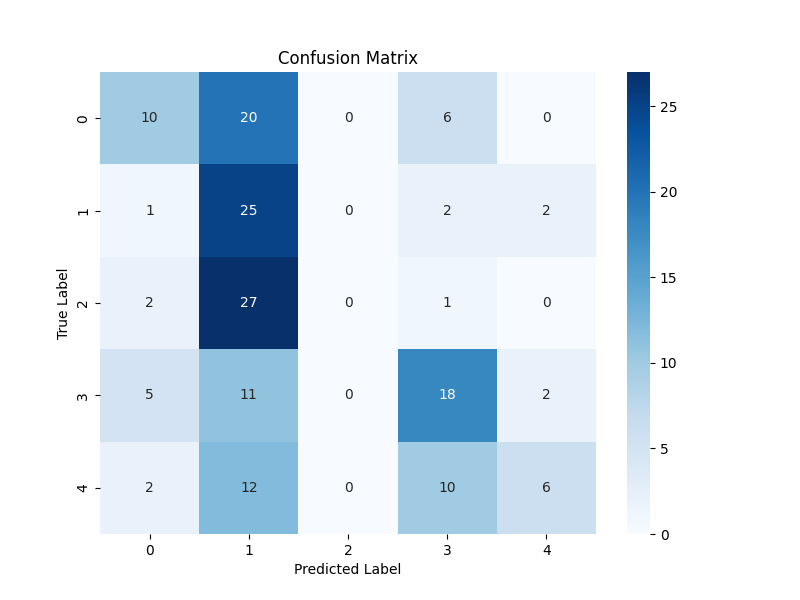 Confusion Matrix
0 10 20 0 6 0
1 1 25 0 2 2
2 2 27 0 1 0
3 5 11 0 18 2
4 2 12 0 10 6
0 1 2 3 4
True Label
Predicted Label
25
20
15
10
5
0